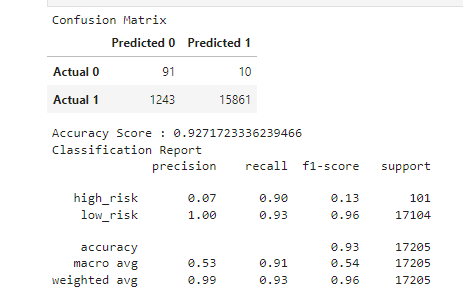 Confusion Matrix
Predicted 0 Predicted 1
Actual 0 91 10
Actual 1 1243 15861
Accuracy Score : 0.9271723336239466
Classification Report
precision recall f1-score support
high_risk 0.07 0.90 0.13 101
low_risk 1.00 0.93 0.96 17104
accuracy 0.93 17205
macro avg 0.53 0.91 0.54 17205
weighted avg 0.99 0.93 0.96 17205